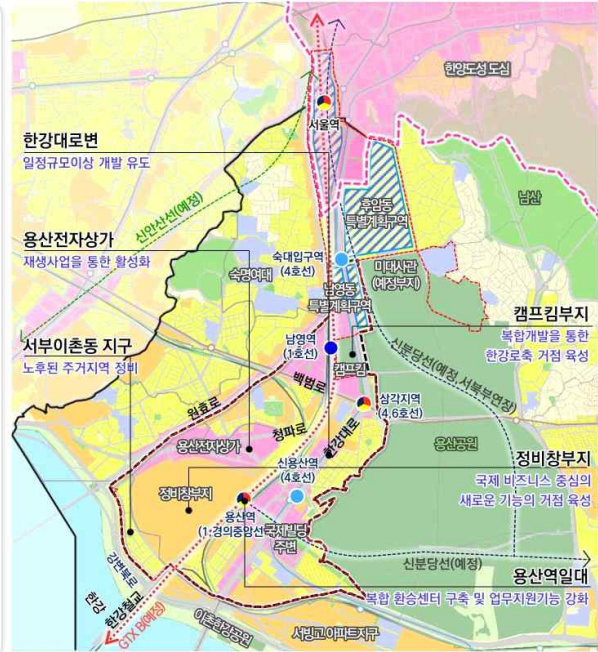 한양도성 도심
서울역
한강대로변
일정규모이상 개발 유도
신안산선(예정)
후암동
특별계획구역
남산
용산전자상가
재생사업을 통한 활성화
숙대입구역
(4호선)
숙명여대
미대사관
(예정부지)
남영동
특별계획구역
캠프킴부지
복합개발을 통한
한강로축 거점 육성
서부이촌동 지구
노후된 주거지역 정비
남영역
(1호선)
캠프킴
신분당선(예정,서북부연장)
백범로
원효로
삼각지역
(4,6호선)
청파로
한강대로
용산전자상가
용산공원
신용산역
(4호선)
정비창부지
국제 비즈니스 중심의
새로운 기능의 거점 육성
정비창부지
용산역
(1,경의중앙선)
국제빌딩
주변
신분당선(예정)
용산역일대
복합 환승센터 구축 및 업무지원기능 강화
강변북로
한강
한강철교
GTX B(예정)
이촌한강공원
서빙고 아파트지구